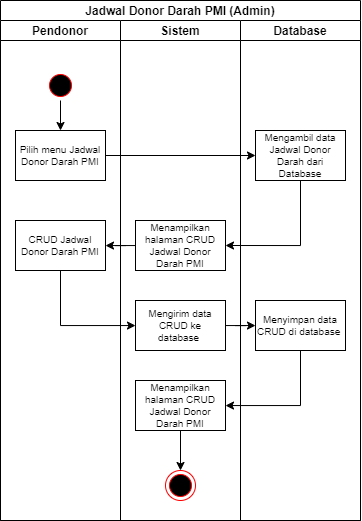 Jadwal Donor Darah PMI (Admin)
Pendonor
Sistem
Database
Pilih menu Jadwal
Donor Darah PMI
Mengambil data
Jadwal Donor
Darah dari
Database
CRUD Jadwal
Donor Darah PMI
Menampilkan
halaman CRUD
Jadwal Donor
Darah PMI
Mengirim data
CRUD ke
database
Menyimpan data
CRUD di database
Menampilkan
halaman CRUD
Jadwal Donor
Darah PMI